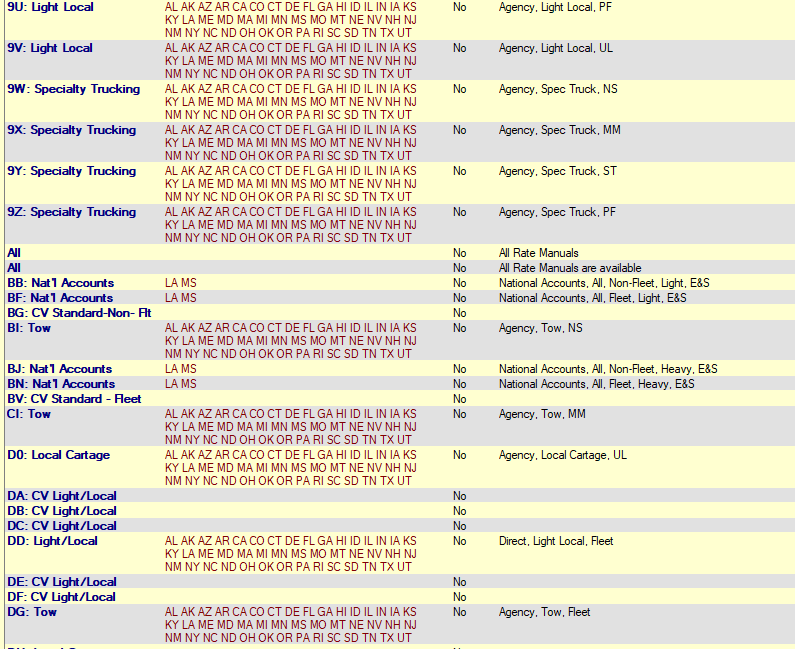 9U: Light Local AL AK AZ AR CA CO CT DE FL GA HI ID IL IN IA KS No Agency, Light Local, PF
KY LA ME MD MA MI MN MS MO MT NE NV NH NJ
NM NY NC ND OH OK OR PA RI SC SD TN TX UT
9V: Light Local AL AK AZ AR CA CO CT DE FL GA HI ID IL IN IA KS No Agency, Light Local, UL
KY LA ME MD MA MI MN MS MO MT NE NV NH NJ
NM NY NC ND OH OK OR PA RI SC SD TN TX UT
9W: Specialty Trucking AL AK AZ AR CA CO CT DE FL GA HI ID IL IN IA KS No Agency, Spec Truck, NS
KY LA ME MD MA MI MN MS MO MT NE NV NH NJ
NM NY NC ND OH OK OR PA RI SC SD TN TX UT
9X: Specialty Trucking AL AK AZ AR CA CO CT DE FL GA HI ID IL IN IA KS No Agency, Spec Truck, MM
KY LA ME MD MA MI MN MS MO MT NE NV NH NJ
NM NY NC ND OH OK OR PA RI SC SD TN TX UT
9Y: Specialty Trucking AL AK AZ AR CA CO CT DE FL GA HI ID IL IN IA KS No Agency, Spec Truck, ST
KY LA ME MD MA MI MN MS MO MT NE NV NH NJ
NM NY NC ND OH OK OR PA RI SC SD TN TX UT
9Z: Specialty Trucking AL AK AZ AR CA CO CT DE FL GA HI ID IL IN IA KS No Agency, Spec Truck, PF
KY LA ME MD MA MI MN MS MO MT NE NV NH NJ
NM NY NC ND OH OK OR PA RI SC SD TN TX UT
All No All Rate Manuals
All No All Rate Manuals are available
BB: Nat'l Accounts LA MS No National Accounts, All, Non-Fleet, Light, E&S
BF: Nat'l Accounts LA MS No National Accounts, All, Fleet, Light, E&S
BG: CV Standard-Non- Flt No
BI: Tow AL AK AZ AR CA CO CT DE FL GA HI ID IL IN IA KS No Agency, Tow, NS
KY LA ME MD MA MI MN MS MO MT NE NV NH NJ
NM NY NC ND OH OK OR PA RI SC SD TN TX UT
BJ: Nat'l Accounts LA MS No National Accounts, All, Non-Fleet, Heavy, E&S
BN: Nat'l Accounts LA MS No National Accounts, All, Fleet, Heavy, E&S
BV: CV Standard - Fleet No
CI: Tow AL AK AZ AR CA CO CT DE FL GA HI ID IL IN IA KS No Agency, Tow, MM
KY LA ME MD MA MI MN MS MO MT NE NV NH NJ
NM NY NC ND OH OK OR PA RI SC SD TN TX UT
D0: Local Cartage AL AK AZ AR CA CO CT DE FL GA HI ID IL IN IA KS No Agency, Local Cartage, UL
KY LA ME MD MA MI MN MS MO MT NE NV NH NJ
NM NY NC ND OH OK OR PA RI SC SD TN TX UT
DA: CV Light/Local No
DB: CV Light/Local No
DC: CV Light/Local No
DD: Light/Local AL AK AZ AR CA CO CT DE FL GA HI ID IL IN IA KS No Direct, Light Local, Fleet
KY LA ME MD MA MI MN MS MO MT NE NV NH NJ
NM NY NC ND OH OK OR PA RI SC SD TN TX UT
DE: CV Light/Local No
DF: CV Light/Local No
DG: Tow AL AK AZ AR CA CO CT DE FL GA HI ID IL IN IA KS No Agency, Tow, Fleet
KY LA ME MD MA MI MN MS MO MT NE NV NH NJ
NM NY NC ND OH OK OR PA RI SC SD TN TX UT